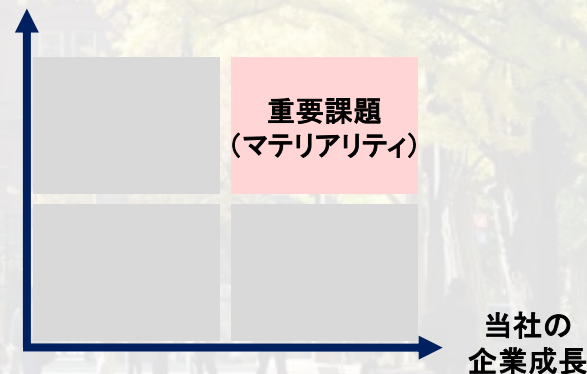 重要課題
（マテリアリティ）
当社の
企業成長